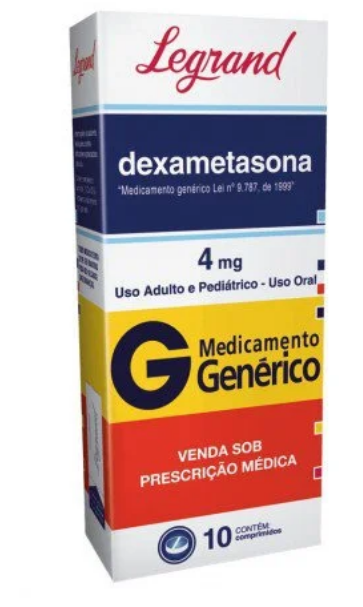 Legrand
dexametasona
"Medicamento genérico Lei nº 9.787, de 1999"
4 mg
Uso Adulto e Pediátrico - Uso Oral
G Medicamento
Genérico
VENDA SOB
PRESCRIÇÃO MÉDICA
10 CONTÉM:
comprimidos
Legrand